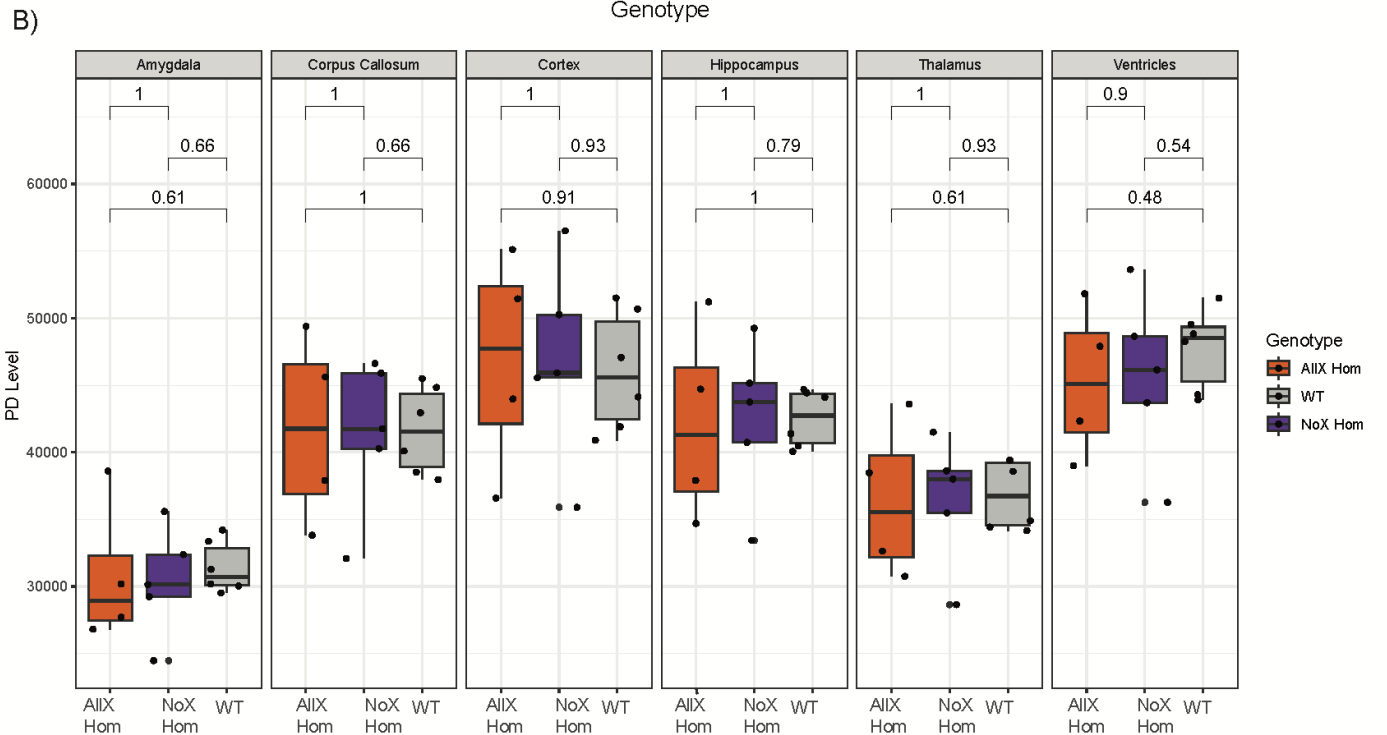 Genotype
B)
Amygdala Corpus Callosum Cortex Hippocampus Thalamus Ventricles
1 1 1 1 1 0.9
0.66 0.66 0.93 0.79 0.93 0.54
0.61 1 0.91 1 0.61 0.48
60000
50000
40000
30000
PD Level
Genotype
AllX Hom
WT
NoX Hom
AllX NoX WT AllX NoX WT AllX NoX WT AllX NoX WT AllX NoX WT AllX NoX WT
Hom Hom Hom Hom Hom Hom Hom Hom Hom Hom Hom Hom